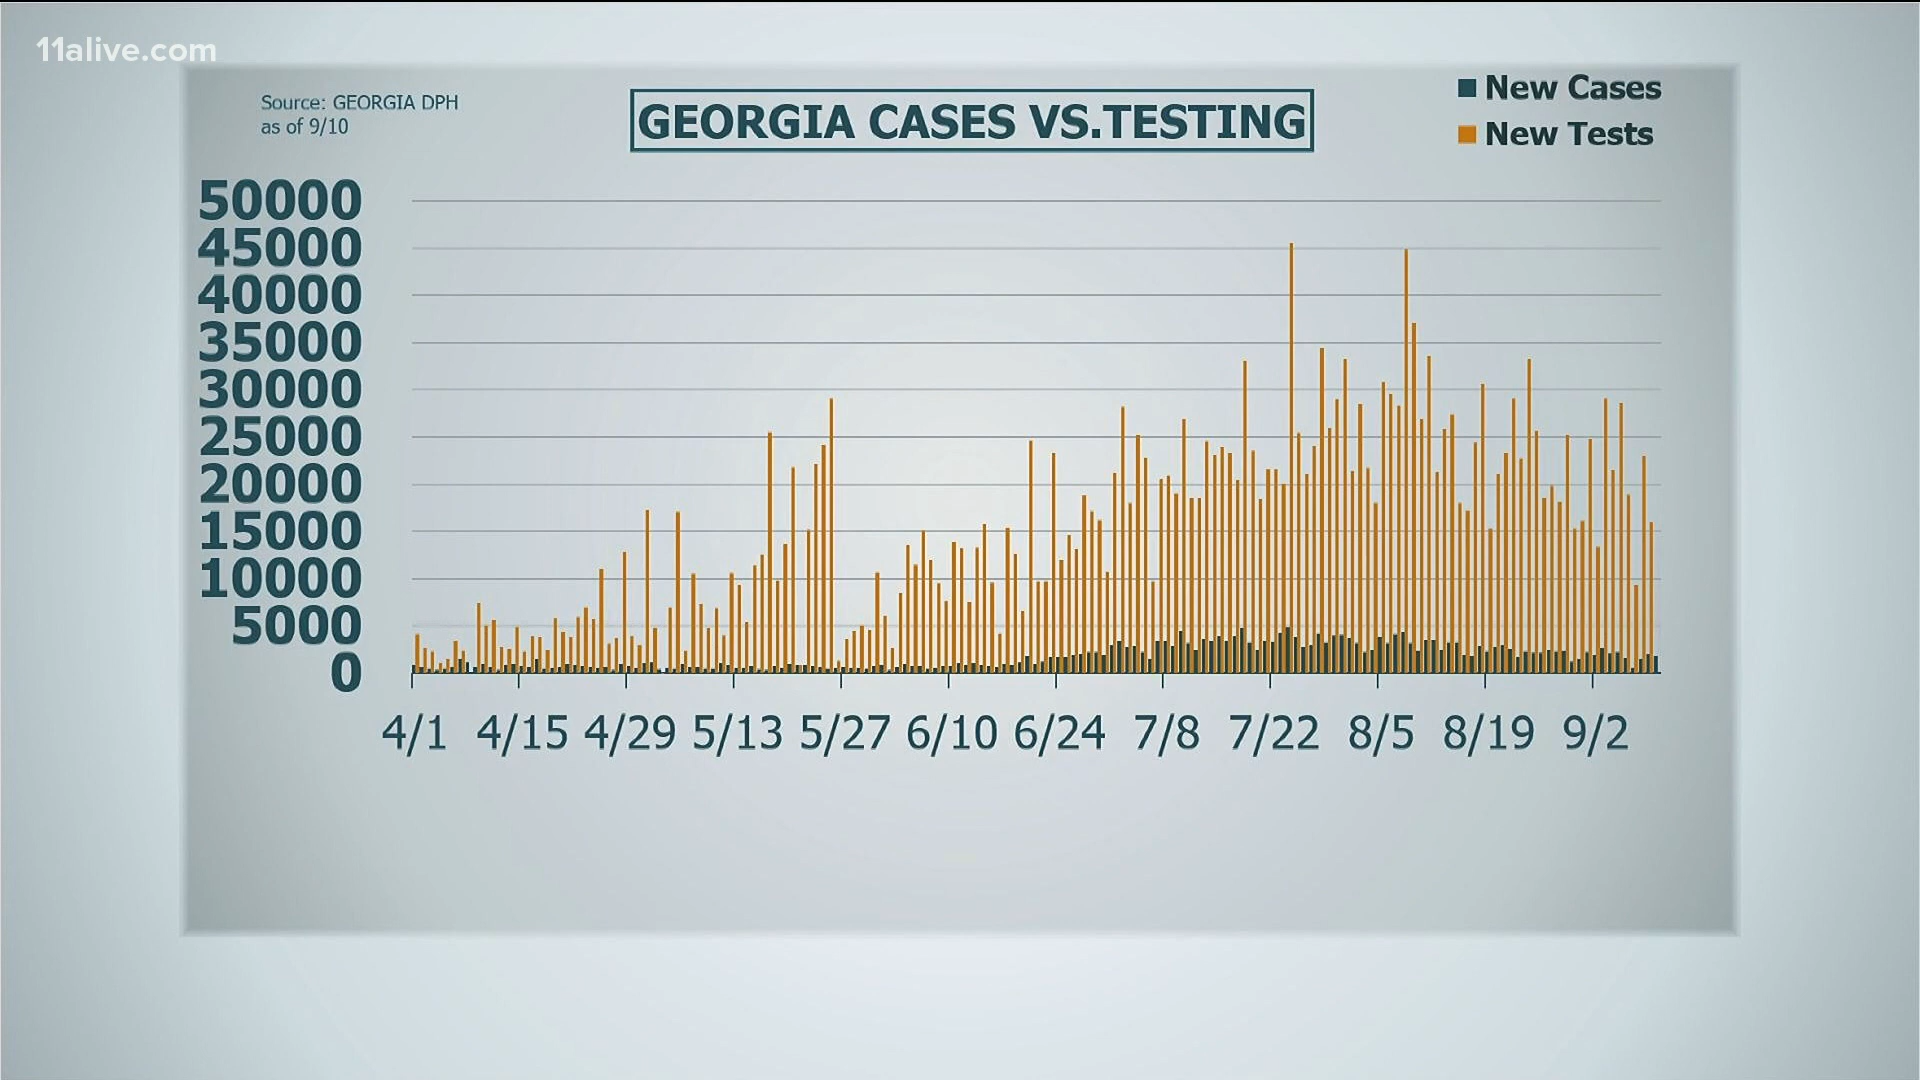 11alive.com
Source: GEORGIA DPH
as of 9/10
GEORGIA CASES VS.TESTING
New Cases
New Tests
50000
45000
40000
35000
30000
25000
20000
15000
10000
5000
0
4/1 4/15 4/29 5/13 5/27 6/10 6/24 7/8 7/22 8/5 8/19 9/2